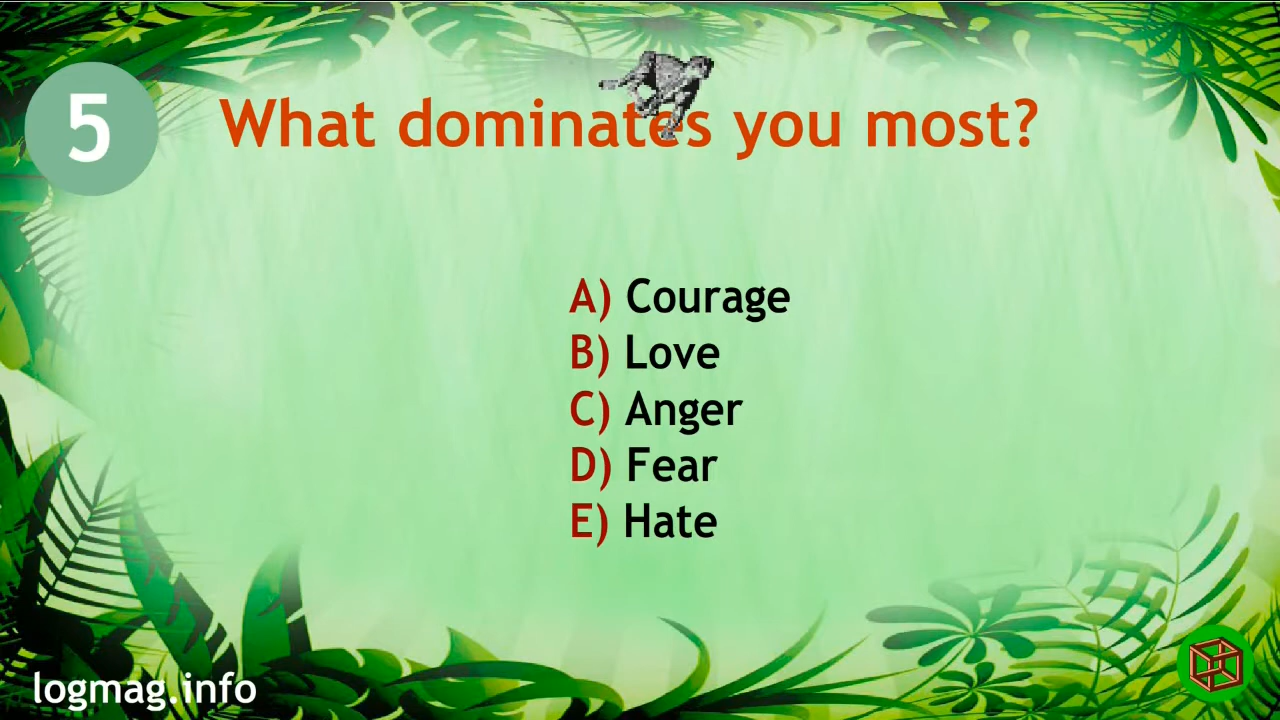 5
What dominates you most?
A) Courage
B) Love
C) Anger
D) Fear
E) Hate
logmag.info